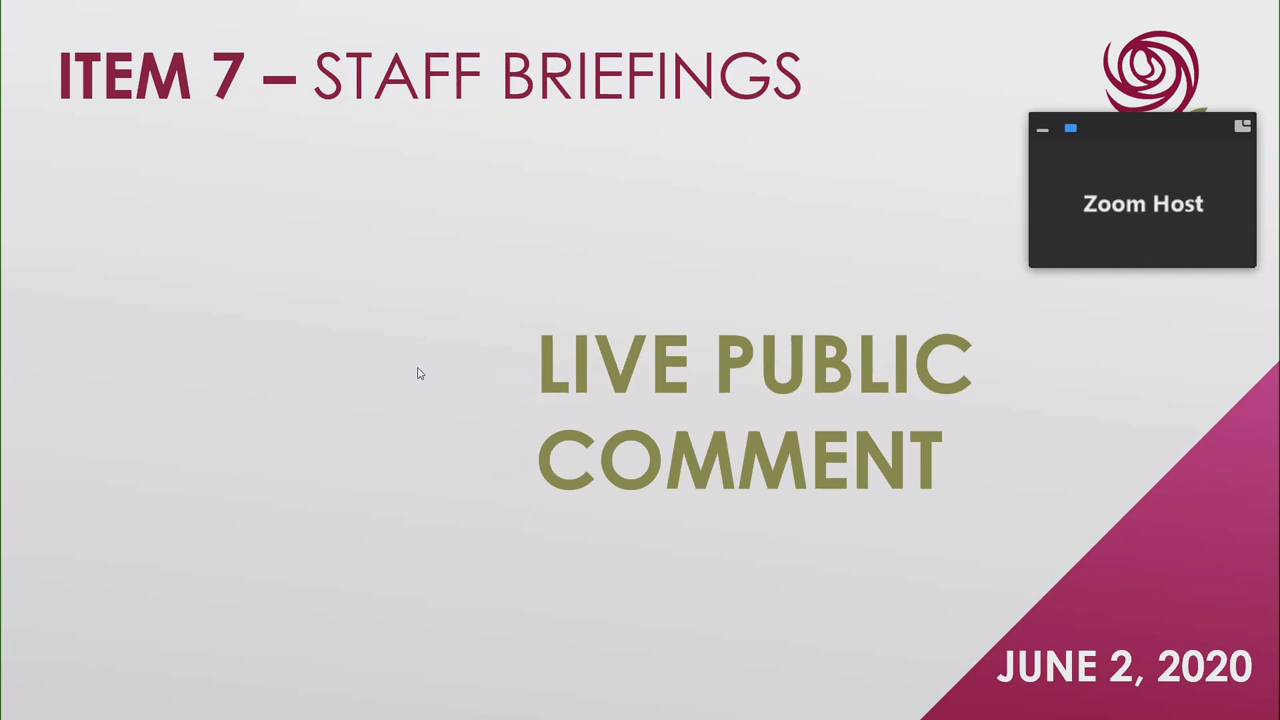 ITEM 7 – STAFF BRIEFINGS
Zoom Host
LIVE PUBLIC
COMMENT
JUNE 2, 2020